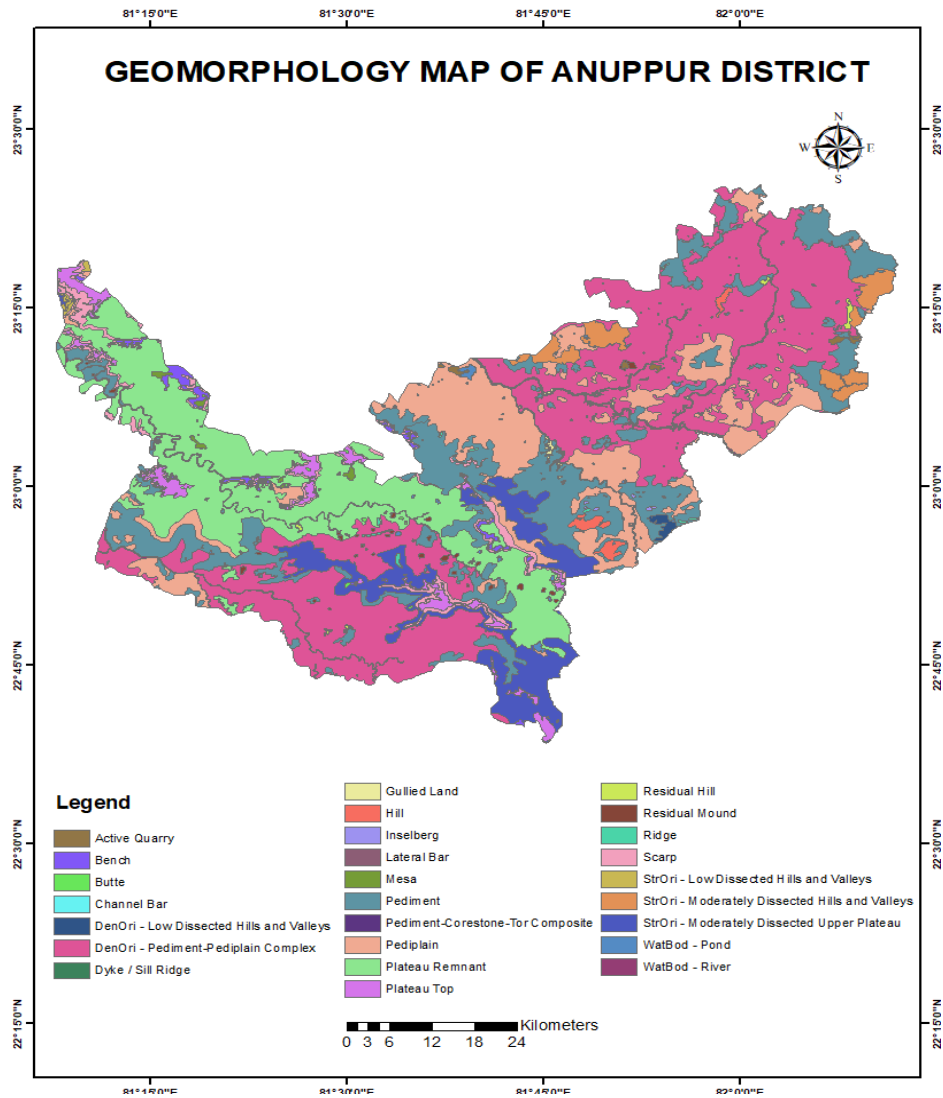 81°15'0"E 81°30'0"E 81°45'0"E 82°0'0"E
GEOMORPHOLOGY MAP OF ANUPPUR DISTRICT
N
W E
S
23°30'0"N 23°30'0"N
23°15'0"N 23°15'0"N
23°0'0"N 23°0'0"N
22°45'0"N 22°45'0"N
22°30'0"N 22°30'0"N
22°15'0"N 22°15'0"N
Legend
Active Quarry
Bench
Butte
Channel Bar
DenOri - Low Dissected Hills and Valleys
DenOri - Pediment-Pediplain Complex
Dyke / Sill Ridge
Gullied Land
Hill
Inselberg
Lateral Bar
Mesa
Pediment
Pediment-Corestone-Tor Composite
Pediplain
Plateau Remnant
Plateau Top
Residual Hill
Residual Mound
Ridge
Scarp
StrOri - Low Dissected Hills and Valleys
StrOri - Moderately Dissected Hills and Valleys
StrOri - Moderately Dissected Upper Plateau
WatBod - Pond
WatBod - River
Kilometers
0 3 6 12 18 24
81°15'0"E 81°30'0"E 81°45'0"E 82°0'0"E